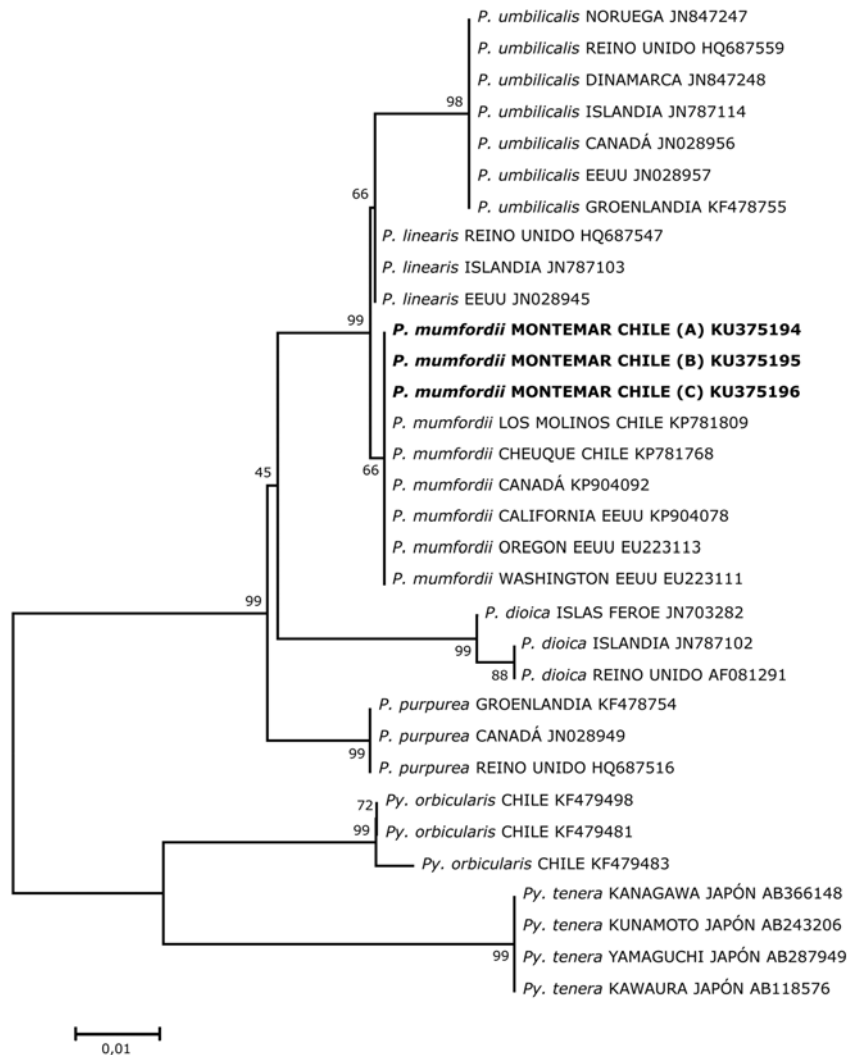 P. umbilicalis NORUEGA JN847247
P. umbilicalis REINO UNIDO HQ687559
P. umbilicalis DINAMARCA JN847248
98
P. umbilicalis ISLANDIA JN787114
P. umbilicalis CANADÁ JN028956
P. umbilicalis EEUU JN028957
66
P. umbilicalis GROENLANDIA KF478755
P. linearis REINO UNIDO HQ687547
P. linearis ISLANDIA JN787103
P. linearis EEUU JN028945
99
P. mumfordii MONTEMAR CHILE (A) KU375194
P. mumfordii MONTEMAR CHILE (B) KU375195
P. mumfordii MONTEMAR CHILE (C) KU375196
P. mumfordii LOS MOLINOS CHILE KP781809
P. mumfordii CHEUQUE CHILE KP781768
45
66
P. mumfordii CANADÁ KP904092
P. mumfordii CALIFORNIA EEUU KP904078
P. mumfordii OREGON EEUU EU223113
P. mumfordii WASHINGTON EEUU EU223111
99
P. dioica ISLAS FEROE JN703282
P. dioica ISLANDIA JN787102
99
88
P. dioica REINO UNIDO AF081291
P. purpurea GROENLANDIA KF478754
P. purpurea CANADÁ JN028949
99
P. purpurea REINO UNIDO HQ687516
72
Py. orbicularis CHILE KF479498
99
Py. orbicularis CHILE KF479481
Py. orbicularis CHILE KF479483
Py. tenera KANAGAWA JAPÓN AB366148
Py. tenera KUNAMOTO JAPÓN AB243206
99
Py. tenera YAMAGUCHI JAPÓN AB287949
Py. tenera KAWAURA JAPÓN AB118576
0,01